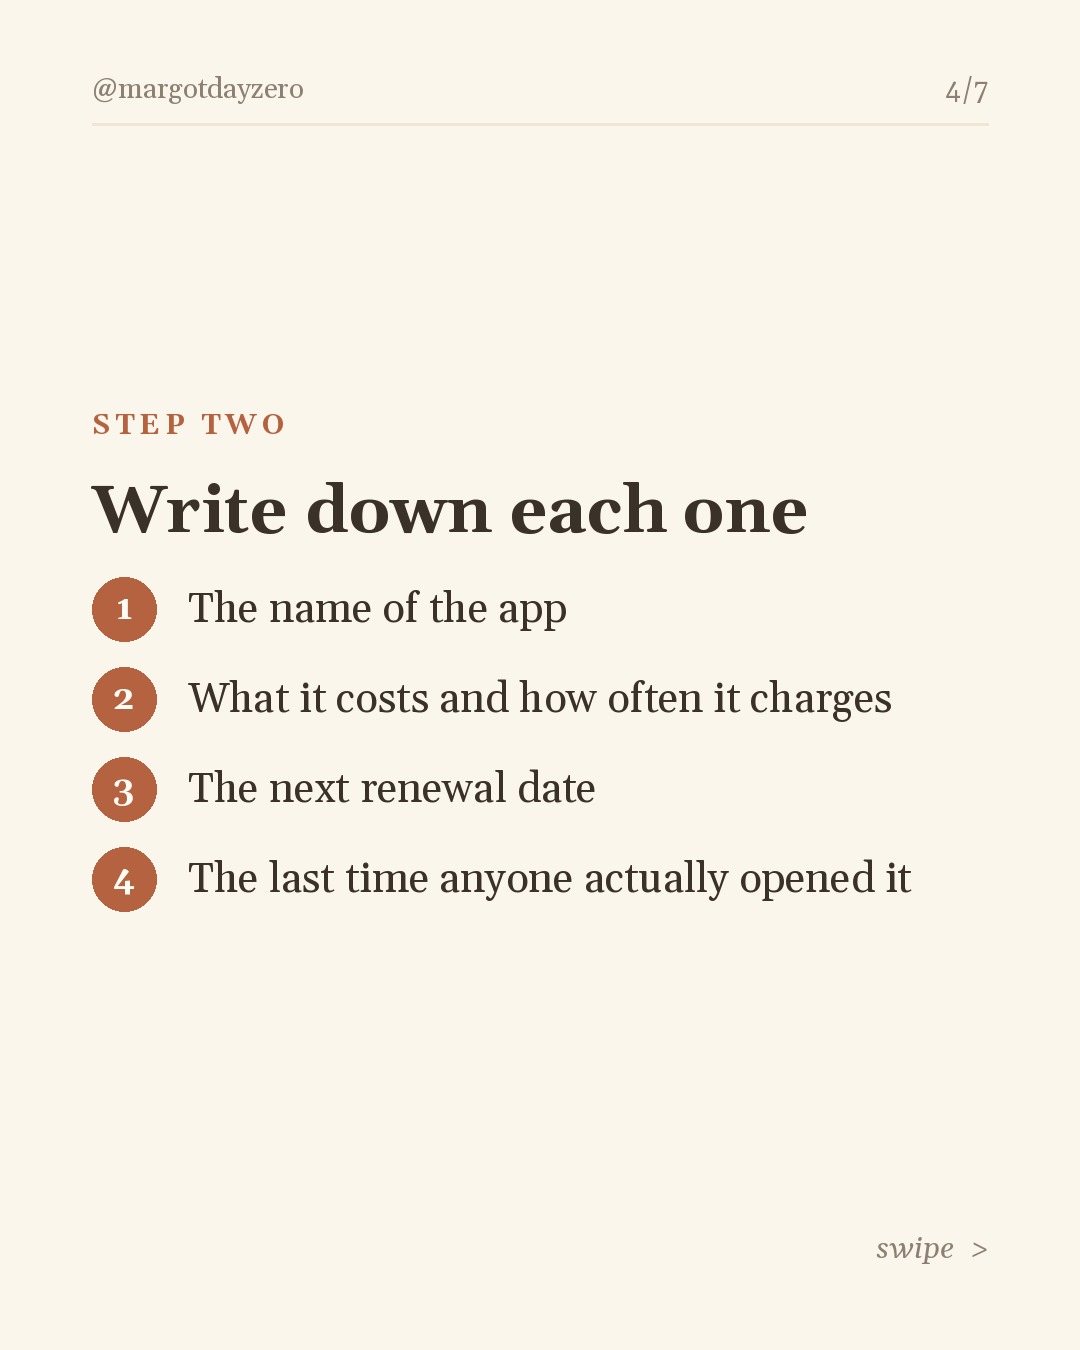 @margotdayzero
4/7
STEP TWO
Write down each one
1 The name of the app
2 What it costs and how often it charges
3 The next renewal date
4 The last time anyone actually opened it
swipe >